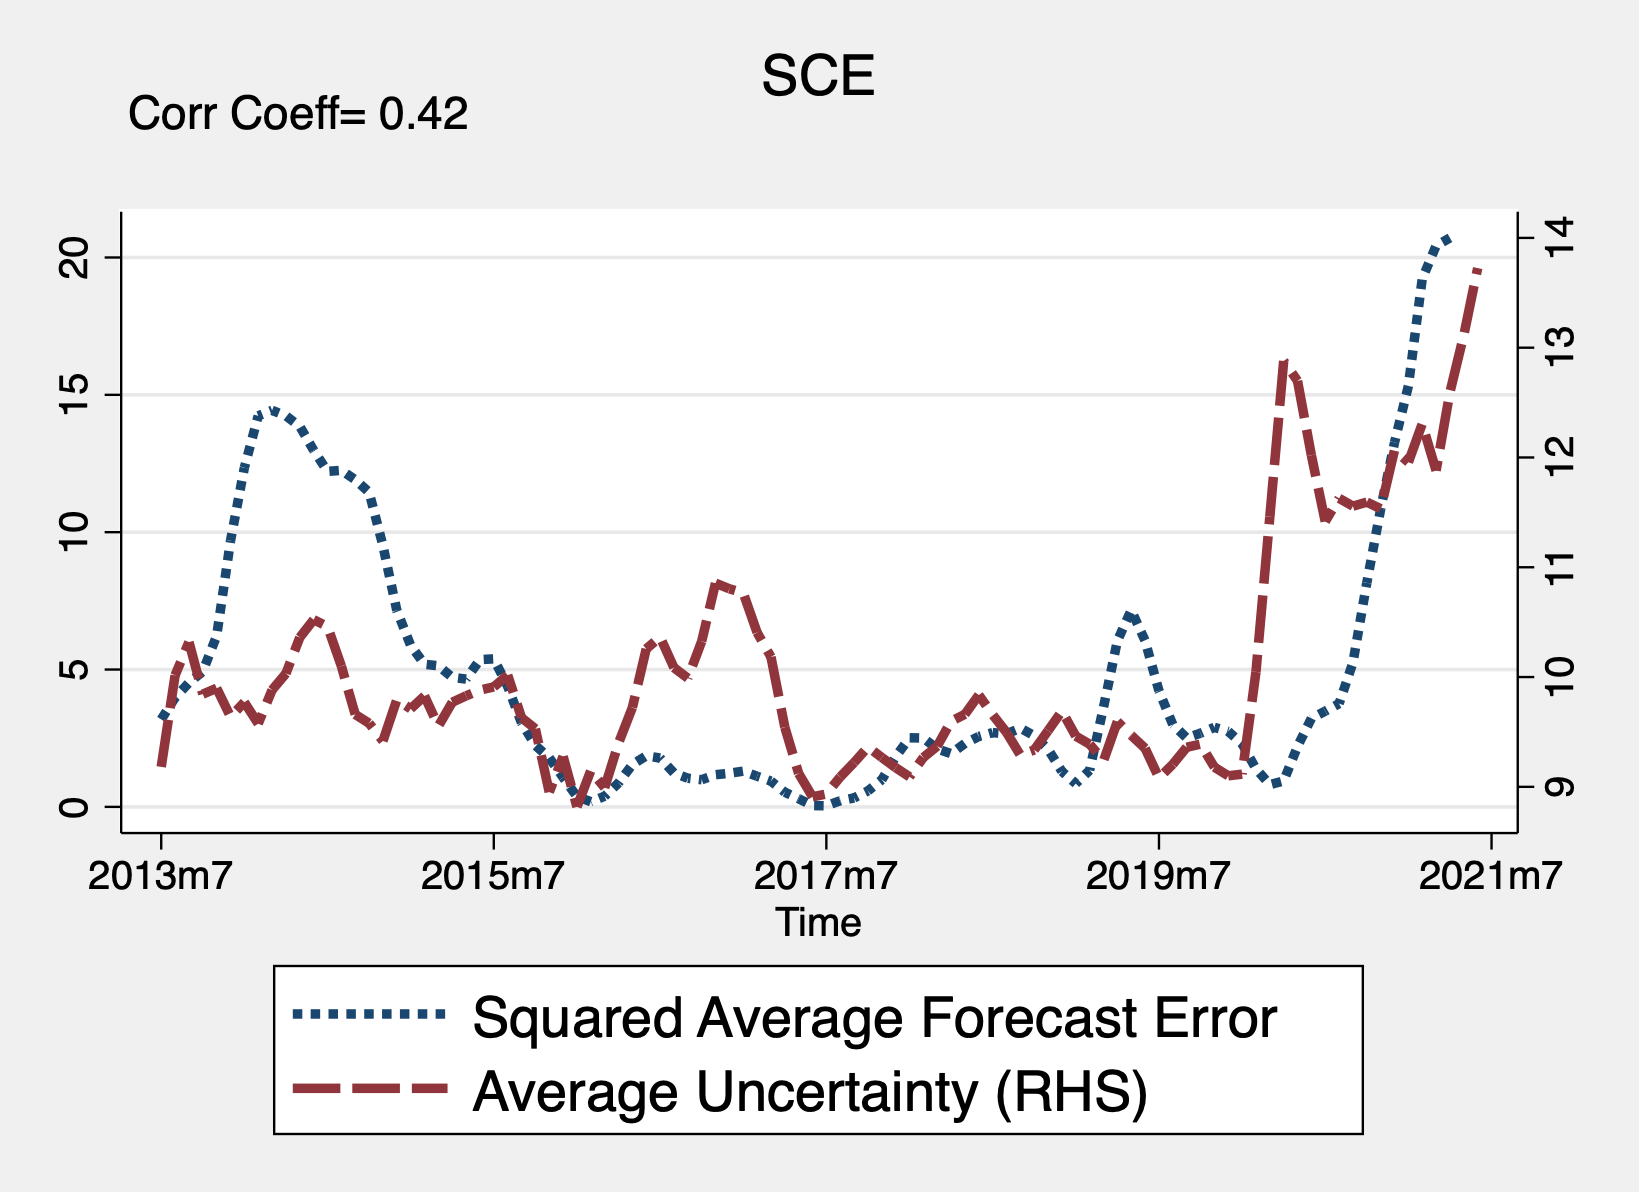 SCE
Corr Coeff= 0.42
20
15
10
5
0
14
13
12
11
10
9
2013m7 2015m7 2017m7 2019m7 2021m7
Time
Squared Average Forecast Error
Average Uncertainty (RHS)